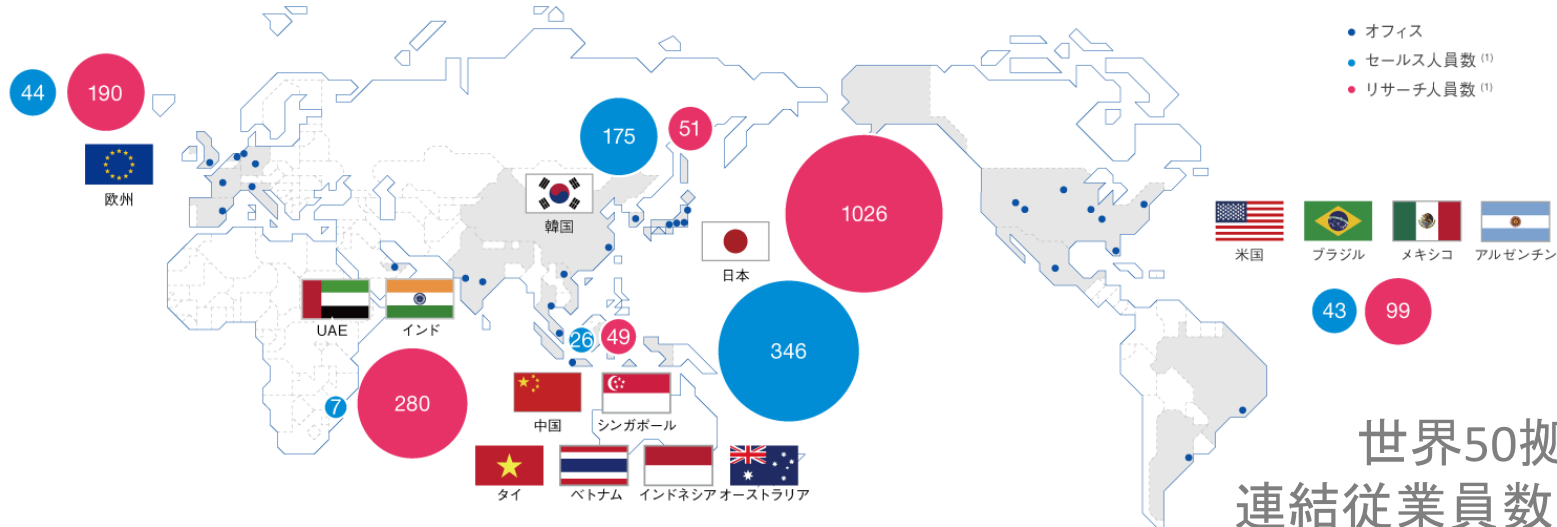 オフィス
セールス人員数 (1)
リサーチ人員数 (1)
44
190
欧州
175
51
韓国
1026
日本
346
米国
ブラジル
メキシコ
アルゼンチン
43
99
UAE
インド
7
280
26
49
中国
シンガポール
タイ
ベトナム
インドネシア
オーストラリア
世界50拠
連結従業員数